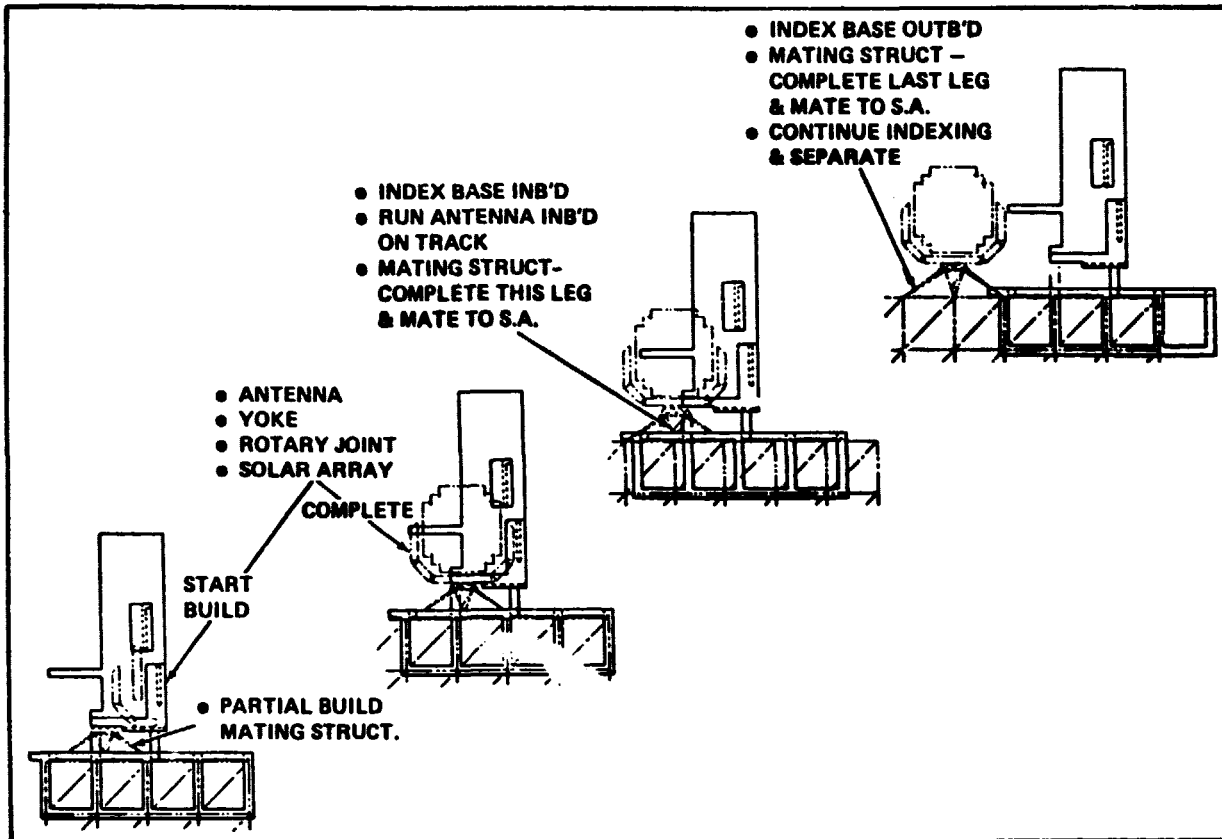 ● INDEX BASE OUTB'D
● MATING STRUCT –
COMPLETE LAST LEG
& MATE TO S.A.
● CONTINUE INDEXING
& SEPARATE
● INDEX BASE INB'D
● RUN ANTENNA INB'D
ON TRACK
● MATING STRUCT-
COMPLETE THIS LEG
& MATE TO S.A.
● ANTENNA
● YOKE
● ROTARY JOINT
● SOLAR ARRAY
COMPLETE
START
BUILD
● PARTIAL BUILD
MATING STRUCT.